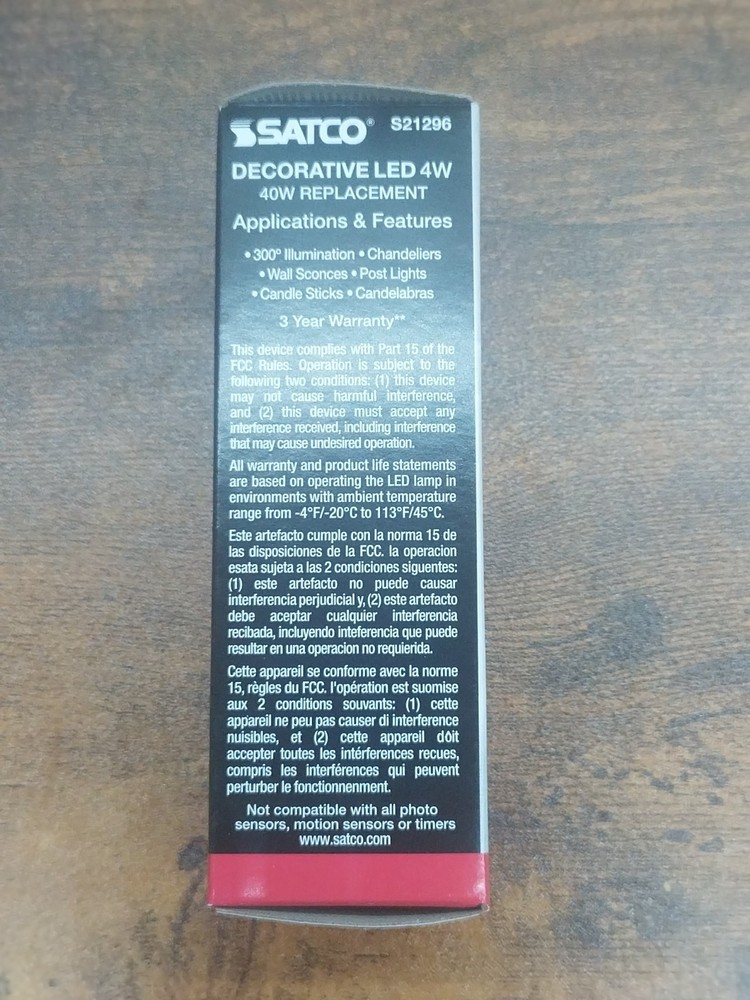 SATCO® S21296
DECORATIVE LED 4W
40W REPLACEMENT
Applications & Features
• 300° Illumination • Chandeliers
• Wall Sconces • Post Lights
• Candle Sticks • Candelabras
3 Year Warranty**
This device complies with Part 15 of the
FCC Rules. Operation is subject to the
following two conditions: (1) this device
may not cause harmful interference,
and (2) this device must accept any
interference received, including interference
that may cause undesired operation.
All warranty and product life statements
are based on operating the LED lamp in
environments with ambient temperature
range from -4°F/-20°C to 113°F/45°C.
Este artefacto cumple con la norma 15 de
las disposiciones de la FCC. la operacion
esata sujeta a las 2 condiciones siguentes:
(1) este artefacto no puede causar
interferencia perjudicial y, (2) este artefacto
debe aceptar cualquier interferencia
recibada, incluyendo inteferencia que puede
resultar en una operacion no requierida.
Cette appareil se conforme avec la norme
15, règles du FCC. l'opération est suomise
aux 2 conditions souvants: (1) cette
appareil ne peu pas causer di interference
nuisibles, et (2) cette appareil dôit
accepter toutes les intérferences recues,
compris les interférences qui peuvent
perturber le fonctionnenment.
Not compatible with all photo
sensors, motion sensors or timers
www.satco.com